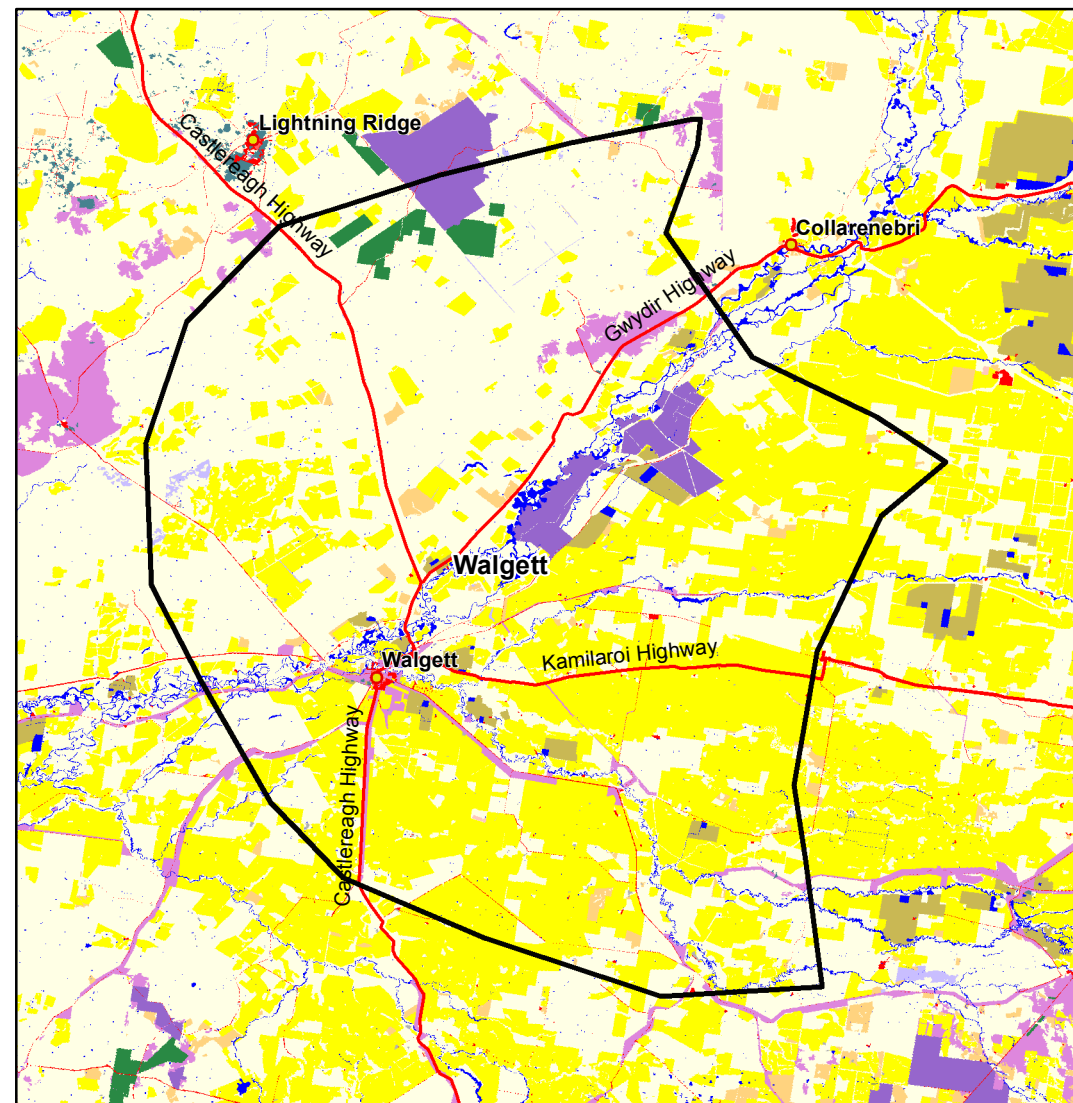 Lightning Ridge
Castlereagh Highway
Collarenebri
Gwydir Highway
Walgett
Walgett
Kamilaroi Highway
Castlereagh Highway